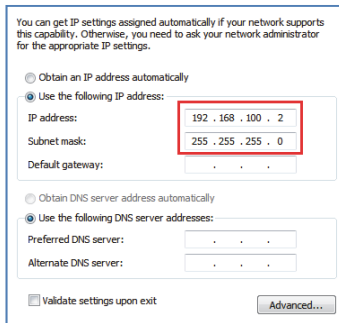 You can get IP settings assigned automatically if your network supports
this capability. Otherwise, you need to ask your network administrator
for the appropriate IP settings.
Obtain an IP address automatically
Use the following IP address:
IP address: 192 . 168 . 100 . 2
Subnet mask: 255 . 255 . 255 . 0
Default gateway: . . .
Obtain DNS server address automatically
Use the following DNS server addresses:
Preferred DNS server: . . .
Alternate DNS server: . . .
Validate settings upon exit
Advanced...